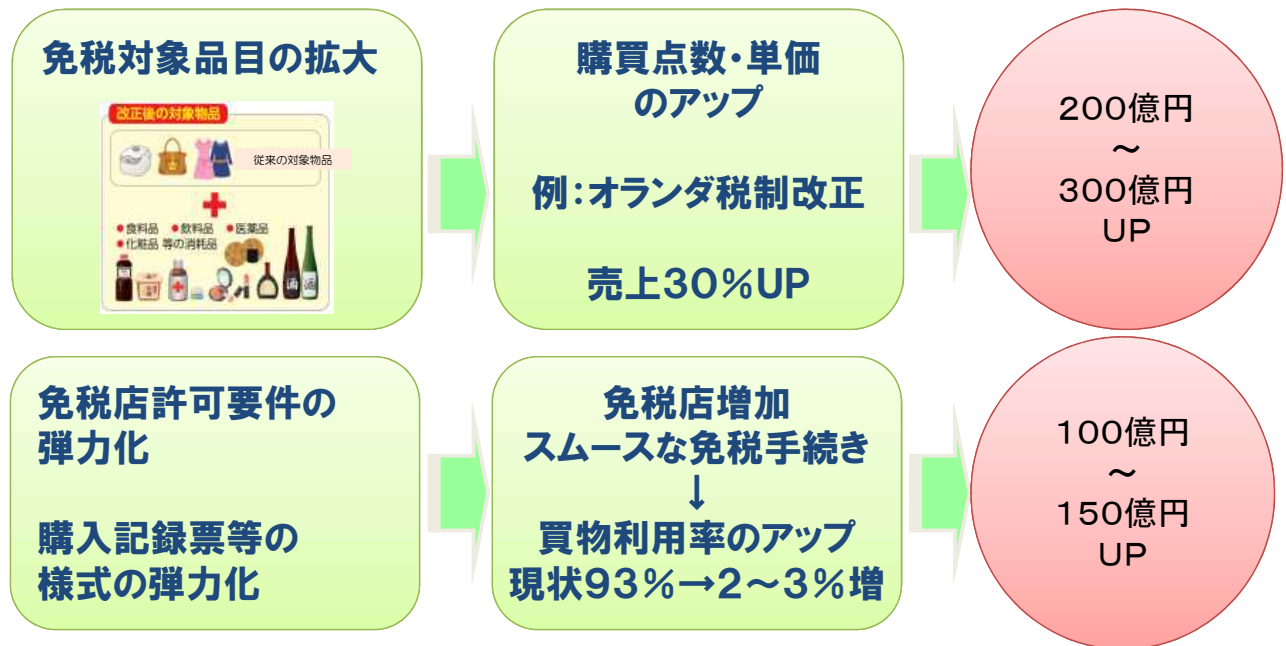 免税対象品目の拡大
改正後の対象物品
従来の対象物品
●食料品 ●飲料品 ●医薬品
●化粧品 等の消耗品
購買点数・単価
のアップ
例：オランダ税制改正
売上30％UP
200億円
～
300億円
UP
免税店許可要件の
弾力化
購入記録票等の
様式の弾力化
免税店増加
スムースな免税手続き
↓
買物利用率のアップ
現状93％→2～3％増
100億円
～
150億円
UP